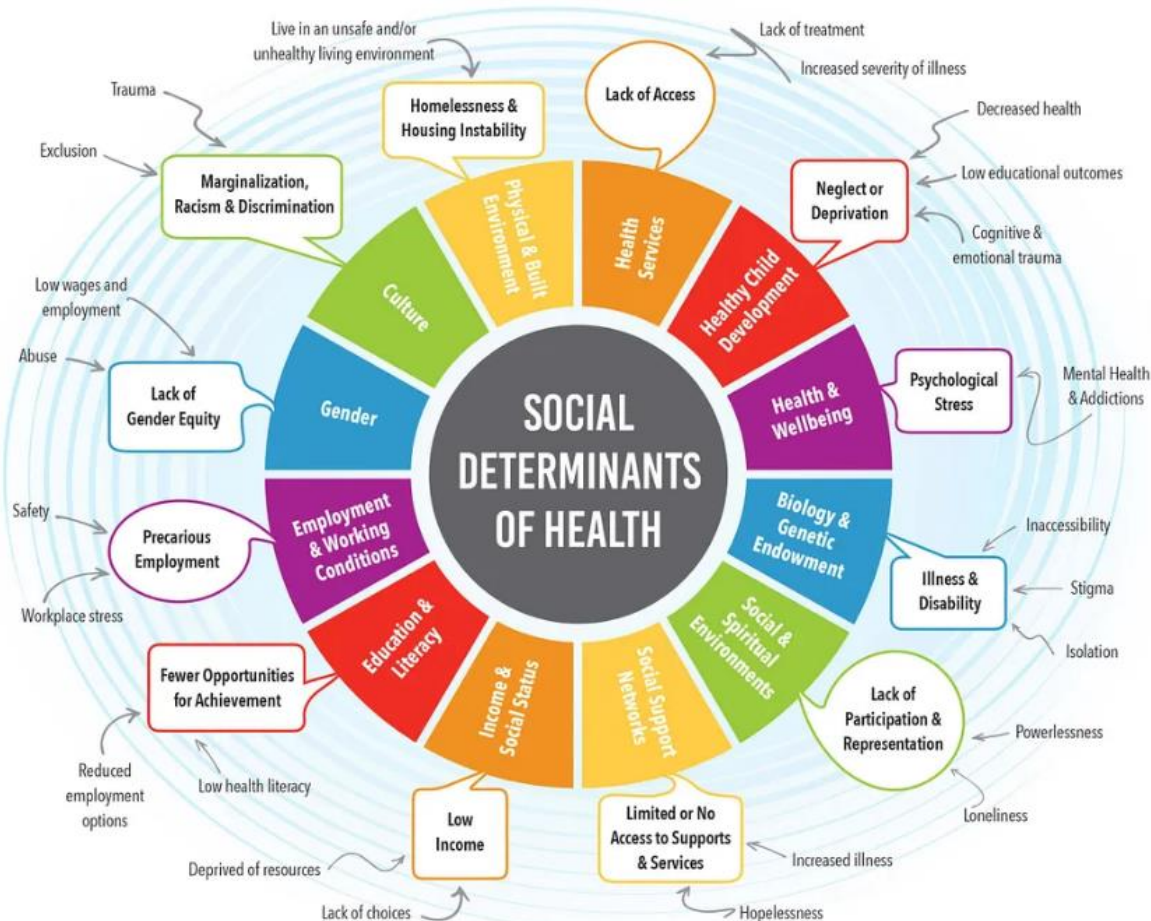 Live in an unsafe and/or
unhealthy living environment
Lack of treatment
Increased severity of illness
Trauma
Exclusion
Homelessness &
Housing Instability
Lack of Access
Decreased health
Low educational outcomes
Cognitive &
emotional trauma
Marginalization,
Racism & Discrimination
Neglect or
Deprivation
Physical & Built
Environment
Health
Services
Culture
Healthy Child
Development
Low wages and
employment
Abuse
Lack of
Gender Equity
Gender
Health &
Wellbeing
Psychological
Stress
Mental Health
& Addictions
SOCIAL
DETERMINANTS
OF HEALTH
Safety
Precarious
Employment
Workplace stress
Employment
& Working
Conditions
Biology &
Genetic
Endowment
Illness &
Disability
Inaccessibility
Stigma
Isolation
Education &
Literacy
Social &
Spiritual
Environments
Fewer Opportunities
for Achievement
Reduced
employment
options
Low health literacy
Income &
Social Status
Social Support
Networks
Lack of
Participation &
Representation
Powerlessness
Loneliness
Low
Income
Deprived of resources
Lack of choices
Limited or No
Access to Supports
& Services
Increased illness
Hopelessness